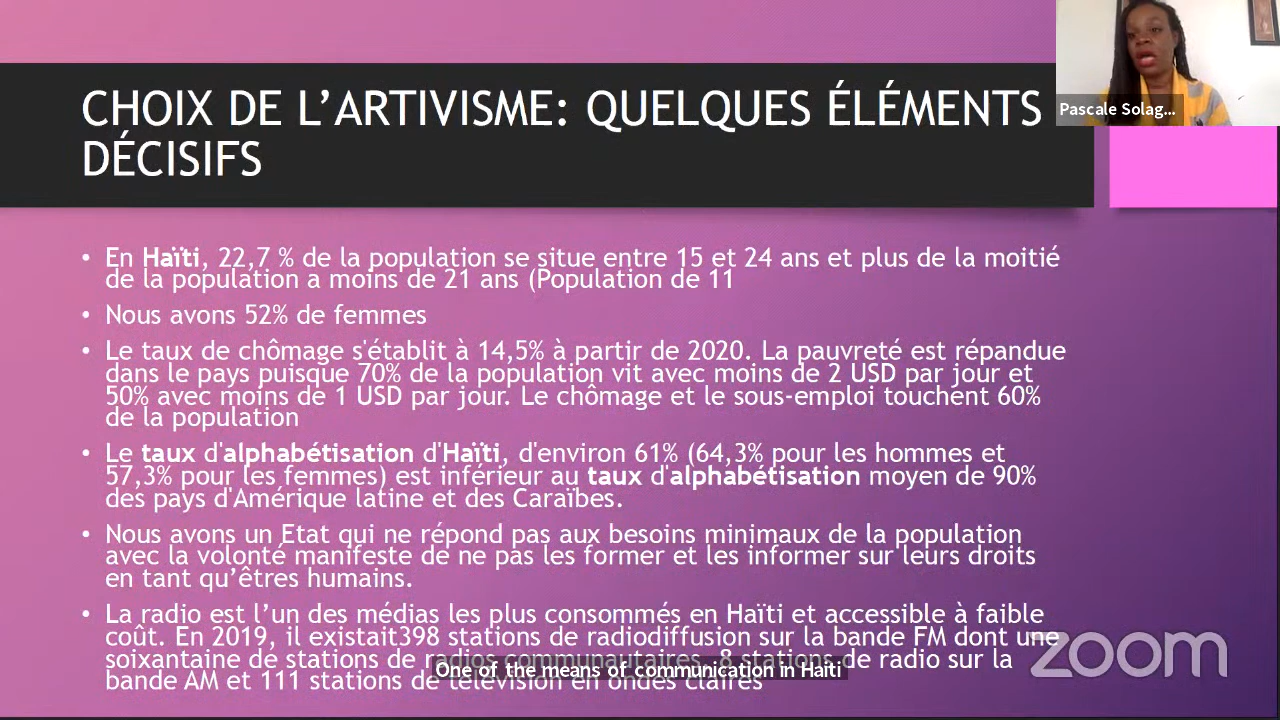 CHOIX DE L’ARTIVISME: QUELQUES ÉLÉMENTS
DÉCISIFS
Pascale Solag...
• En Haïti, 22,7 % de la population se situe entre 15 et 24 ans et plus de la moitié
de la population a moins de 21 ans (Population de 11
• Nous avons 52% de femmes
• Le taux de chômage s'établit à 14,5% à partir de 2020. La pauvreté est répandue
dans le pays puisque 70% de la population vit avec moins de 2 USD par jour et
50% avec moins de 1 USD par jour. Le chômage et le sous-emploi touchent 60%
de la population
• Le taux d'alphabétisation d'Haïti, d'environ 61% (64,3% pour les hommes et
57,3% pour les femmes) est inférieur au taux d'alphabétisation moyen de 90%
des pays d'Amérique latine et des Caraïbes.
• Nous avons un Etat qui ne répond pas aux besoins minimaux de la population
avec la volonté manifeste de ne pas les former et les informer sur leurs droits
en tant qu’êtres humains.
• La radio est l’un des médias les plus consommés en Haïti et accessible à faible
coût. En 2019, il existait398 stations de radiodiffusion sur la bande FM dont une
soixantaine de stations de radios communautaires, 8 stations de radio sur la
bande AM et 111 stations de télévision en ondes claires
One of the means of communication in Haiti
zoom